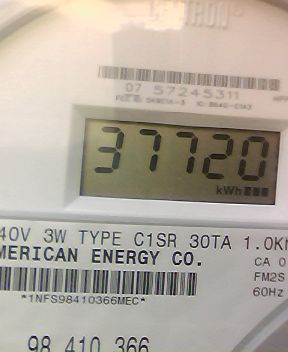 CENTRON
07 57245311
37720
kWh
40V 3W TYPE C1SR 30TA 1.0K
MERICAN ENERGY CO.
CA 0
FM2S
60Hz
*1NFS98410366MEC*
98 410 366